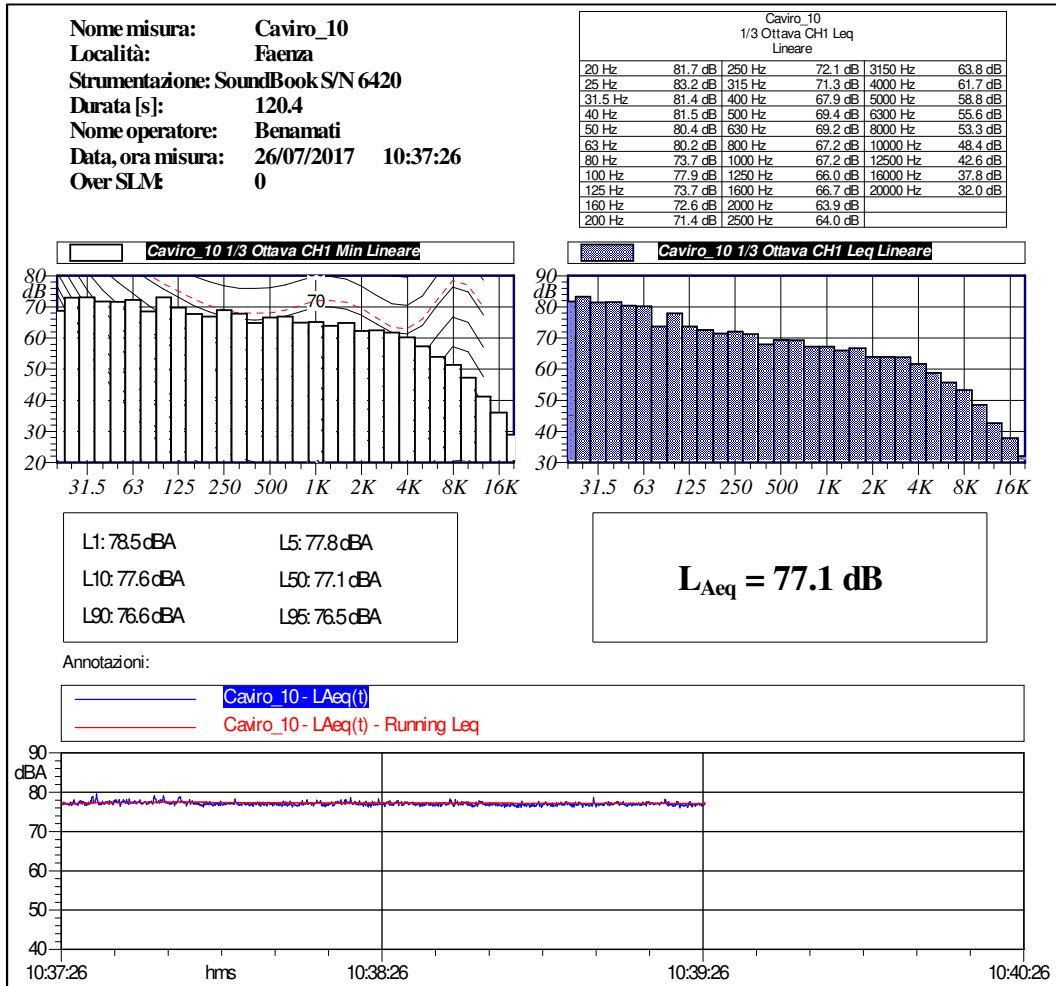 Nome misura: Caviro_10
Località: Faenza
Strumentazione: SoundBook S/N 6420
Durata [s]: 120.4
Nome operatore: Benamati
Data, ora misura: 26/07/2017 10:37:26
Over SLM: 0
Caviro_10
1/3 Ottava CH1 Leq
Lineare
20 Hz 81.7 dB 250 Hz 72.1 dB 3150 Hz 63.8 dB
25 Hz 83.2 dB 315 Hz 71.3 dB 4000 Hz 61.7 dB
31.5 Hz 81.4 dB 400 Hz 67.9 dB 5000 Hz 58.8 dB
40 Hz 81.5 dB 500 Hz 69.4 dB 6300 Hz 55.6 dB
50 Hz 80.4 dB 630 Hz 69.2 dB 8000 Hz 53.3 dB
63 Hz 80.2 dB 800 Hz 67.2 dB 10000 Hz 48.4 dB
80 Hz 73.7 dB 1000 Hz 67.2 dB 12500 Hz 42.6 dB
100 Hz 77.9 dB 1250 Hz 66.0 dB 16000 Hz 37.8 dB
125 Hz 73.7 dB 1600 Hz 66.7 dB 20000 Hz 32.0 dB
160 Hz 72.6 dB 2000 Hz 63.9 dB
200 Hz 71.4 dB 2500 Hz 64.0 dB
Caviro_10 1/3 Ottava CH1 Min Lineare
80
dB
70
60
50
40
30
20
70
31.5 63 125 250 500 1K 2K 4K 8K 16K
Caviro_10 1/3 Ottava CH1 Leq Lineare
90
dB
80
70
60
50
40
30
31.5 63 125 250 500 1K 2K 4K 8K 16K
L1: 78.5 dBA L5: 77.8 dBA
L10: 77.6 dBA L50: 77.1 dBA
L90: 76.6 dBA L95: 76.5 dBA
LAeq = 77.1 dB
Annotazioni:
Caviro_10 - LAeq(t)
Caviro_10 - LAeq(t) - Running Leq
90
dBA
80
70
60
50
40
10:37:26 hms 10:38:26 10:39:26 10:40:26